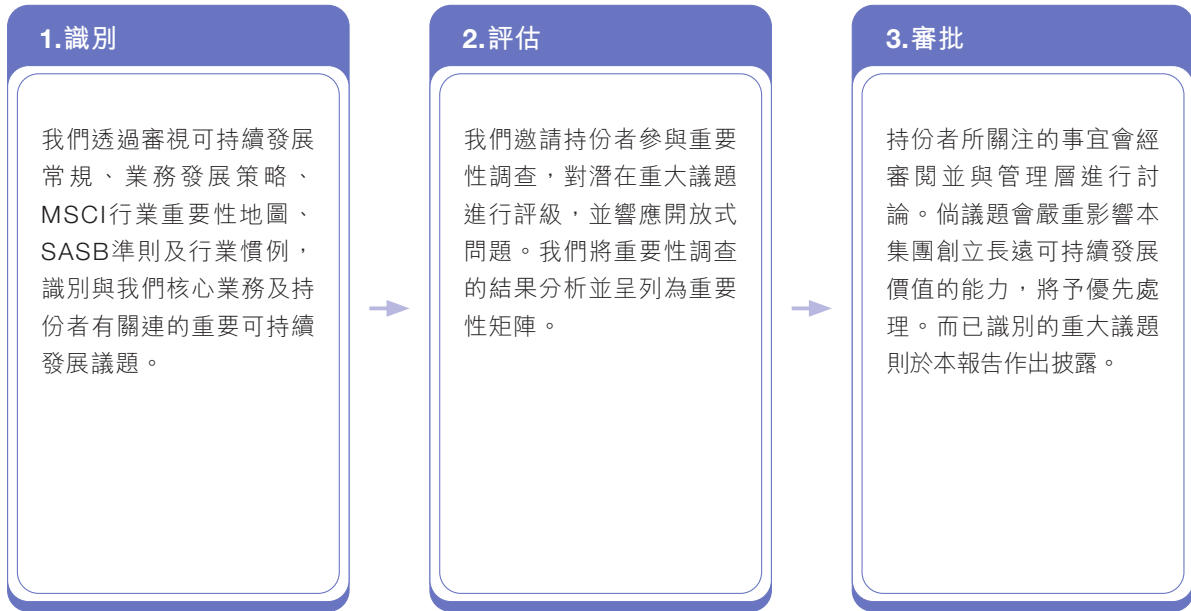 1.識別
我們透過審視可持續發展
常規、業務發展策略、
MSCI行業重要性地圖、
SASB準則及行業慣例，
識別與我們核心業務及持
份者有關連的重要可持續
發展議題。
2.評估
我們邀請持份者參與重要
性調查，對潛在重大議題
進行評級，並響應開放式
問題。我們將重要性調查
的結果分析並呈列為重要
性矩陣。
3.審批
持份者所關注的事宜會經
審閱並與管理層進行討
論。倘議題會嚴重影響本
集團創立長遠可持續發展
價值的能力，將予優先處
理。而已識別的重大議題
則於本報告作出披露。